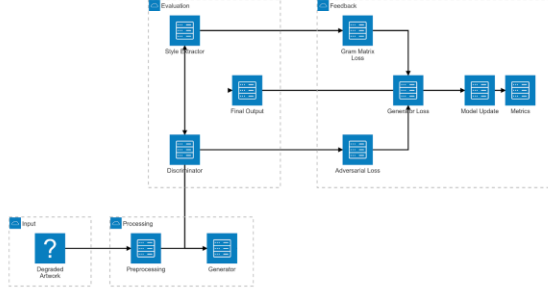 Evaluation
Feedback
Style Extractor
Gram Matrix
Loss
Final Output
Generator Loss
Model Update
Metrics
Discriminator
Adversarial Loss
Input
Processing
?
Degraded
Artwork
Preprocessing
Generator